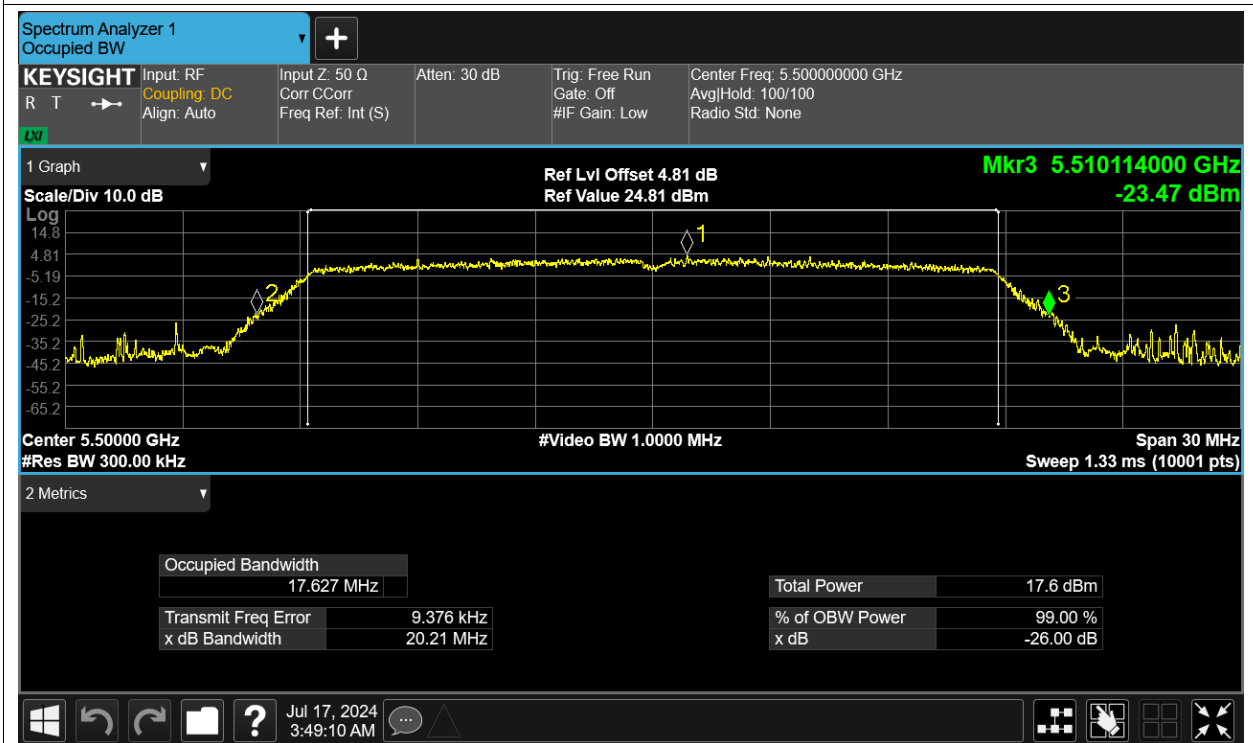 Spectrum Analyzer 1
Occupied BW
KEYSIGHT
R T
LXI
Input: RF
Coupling: DC
Align: Auto
Input Z: 50 Ω
Corr CCorr
Freq Ref: Int (S)
Atten: 30 dB
Trig: Free Run
Gate: Off
#IF Gain: Low
Center Freq: 5.500000000 GHz
Avg|Hold: 100/100
Radio Std: None
1 Graph
Scale/Div 10.0 dB
Ref Lvl Offset 4.81 dB
Ref Value 24.81 dBm
Mkr3 5.510114000 GHz
-23.47 dBm
Log
14.8
4.81
-5.19
-15.2
-25.2
-35.2
-45.2
-55.2
-65.2
1
2
3
Center 5.50000 GHz
#Res BW 300.00 kHz
#Video BW 1.0000 MHz
Span 30 MHz
Sweep 1.33 ms (10001 pts)
2 Metrics
Occupied Bandwidth
17.627 MHz
Transmit Freq Error 9.376 kHz
x dB Bandwidth 20.21 MHz
Total Power 17.6 dBm
% of OBW Power 99.00 %
x dB -26.00 dB
Jul 17, 2024
3:49:10 AM